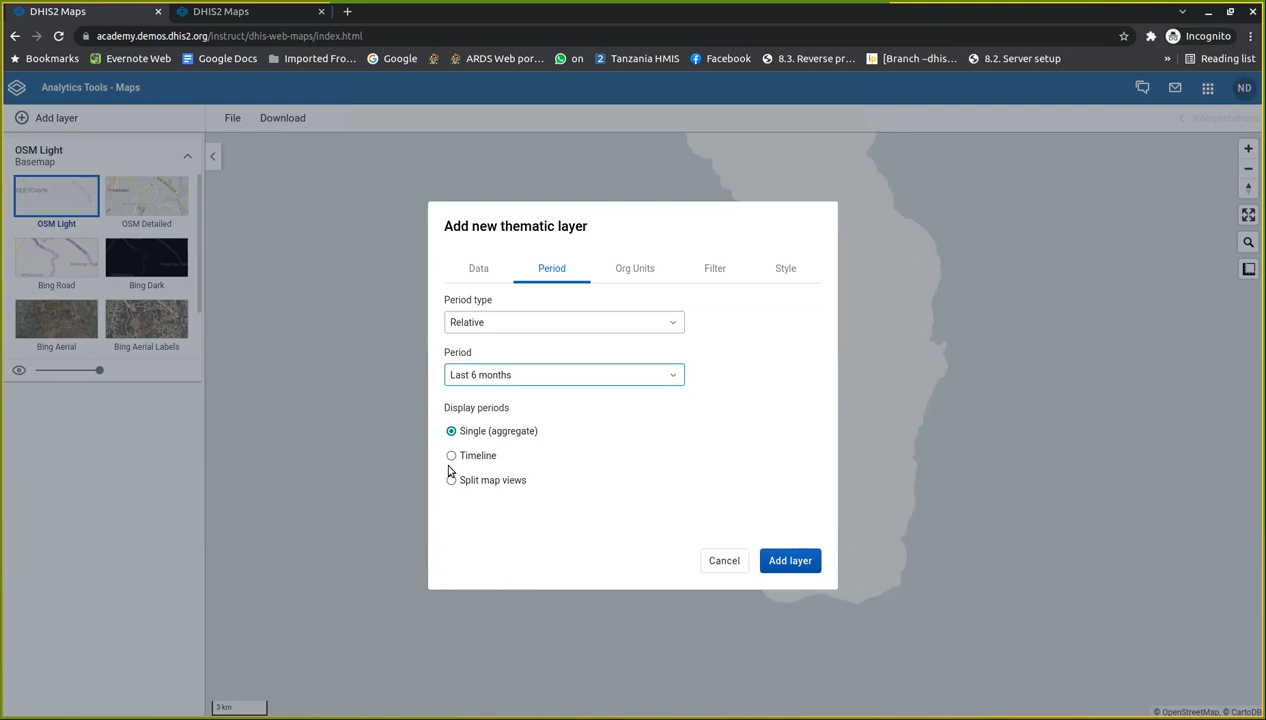 DHIS2 Maps
DHIS2 Maps
academy.demos.dhis2.org/instruct/dhis-web-maps/index.html
Incognito
Bookmarks
Evernote Web
Google Docs
Imported Fro...
Google
ARDS Web por...
on
Tanzania HMIS
Facebook
8.3. Reverse pr...
[Branch –dhis...
8.2. Server setup
»
Reading list
Analytics Tools - Maps
ND
Add layer
File
Download
Interpretations
OSM Light
Basemap
OSM Light
OSM Detailed
Bing Road
Bing Dark
Bing Aerial
Bing Aerial Labels
Add new thematic layer
Data
Period
Org Units
Filter
Style
Period type
Relative
Period
Last 6 months
Display periods
Single (aggregate)
Timeline
Split map views
Cancel
Add layer
3 km
© OpenStreetMap, © CartoDB